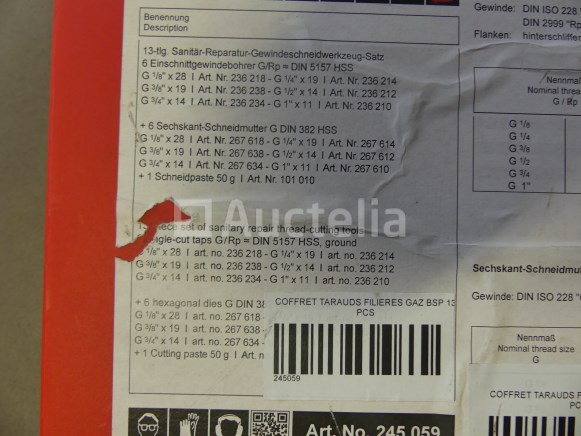 Benennung
Description
13-tlg. Sanitär-Reparatur-Gewindeschneidwerkzeug-Satz
6 Einschnittgewindebohrer G/Rp ≈ DIN 5157 HSS
G 1/8" x 28 I Art. Nr. 236 218 - G 1/4" x 19 I Art. Nr. 236 214
G 3/8" x 19 I Art. Nr. 236 238 - G 1/2" x 14 I Art. Nr. 236 212
G 3/4" x 14 I Art. Nr. 236 234 - G 1" x 11 I Art. Nr. 236 210
+ 6 Sechskant-Schneidmutter G DIN 382 HSS
G 1/8" x 28 I Art. Nr. 267 618 - G 1/4" x 19 I Art. Nr. 267 614
G 3/8" x 19 I Art. Nr. 267 638 - G 1/2" x 14 I Art. Nr. 267 612
G 3/4" x 14 I Art. Nr. 267 634 - G 1" x 11 I Art. Nr. 267 610
+ 1 Schneidpaste 50 g I Art. Nr. 101 010
Auctelia
set of sanitary repair thread-cutting tools
gle-cut taps G/Rp ≈ DIN 5157 HSS, ground
1/8" x 28 I art. no. 236 218 - G 1/4" x 19 I art. no. 236 214
G 3/8" x 19 I art. no. 236 238 - G 1/2" x 14 I art. no. 236 212
G 3/4" x 14 I art. no. 236 234 - G 1" x 11 I art. no. 236 210
+ 6 hexagonal dies G DIN 38
G 1/8" x 28 I art. no. 267 618 -
G 3/8" x 19 I art. no. 267 638 -
G 3/4" x 14 I art. no. 267 634 -
+ 1 Cutting paste 50 g I Art. n
COFFRET TARAUDS FILIERES GAZ BSP 13
PCS
245059
Art. No. 245 059
Gewinde: DIN ISO 228 "
DIN 2999 "Rp
Flanken: hinterschliffe
Nennma
Nominal threa
G / Rp
G 1/8
G 1/4
G 3/8
G 1/2
G 3/4
G 1"
Sechskant-Schneidmu
Gewinde: DIN ISO 228 "
Nennmaß
Nominal thread size
G
COFFRET TARAUDS F
PC